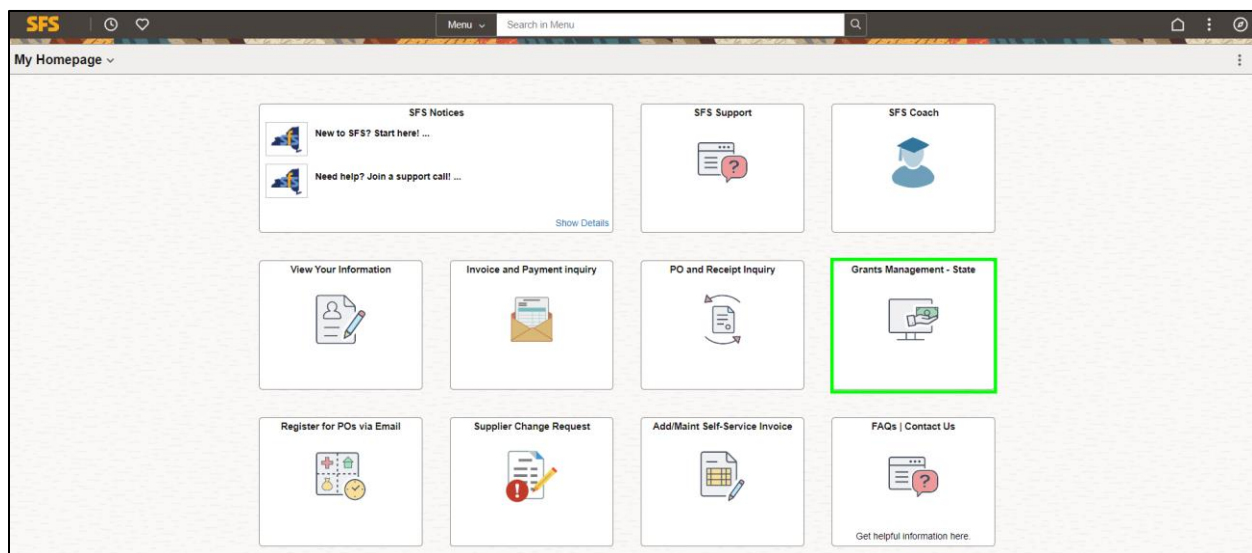 SFS
Menu
Search in Menu
My Homepage
SFS Notices
New to SFS? Start here! ...
Need help? Join a support call! ...
Show Details
SFS Support
SFS Coach
View Your Information
Invoice and Payment inquiry
PO and Receipt Inquiry
Grants Management - State
Register for POs via Email
Supplier Change Request
Add/Maint Self-Service Invoice
FAQs | Contact Us
Get helpful information here.